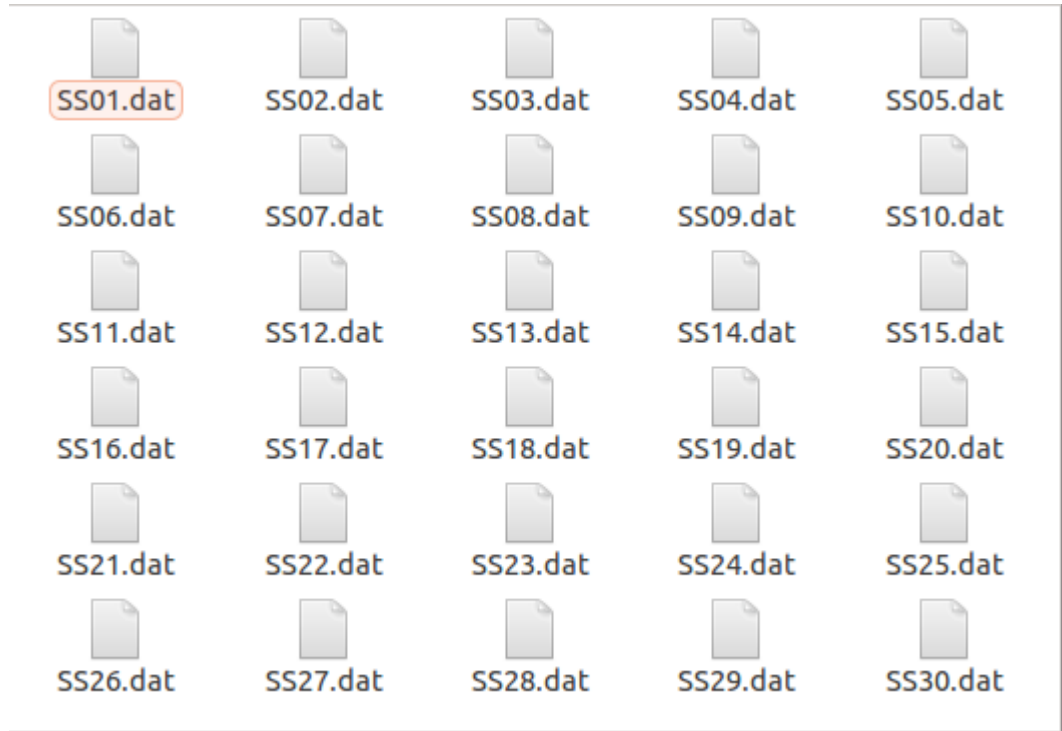 SS01.dat SS02.dat SS03.dat SS04.dat SS05.dat
SS06.dat SS07.dat SS08.dat SS09.dat SS10.dat
SS11.dat SS12.dat SS13.dat SS14.dat SS15.dat
SS16.dat SS17.dat SS18.dat SS19.dat SS20.dat
SS21.dat SS22.dat SS23.dat SS24.dat SS25.dat
SS26.dat SS27.dat SS28.dat SS29.dat SS30.dat